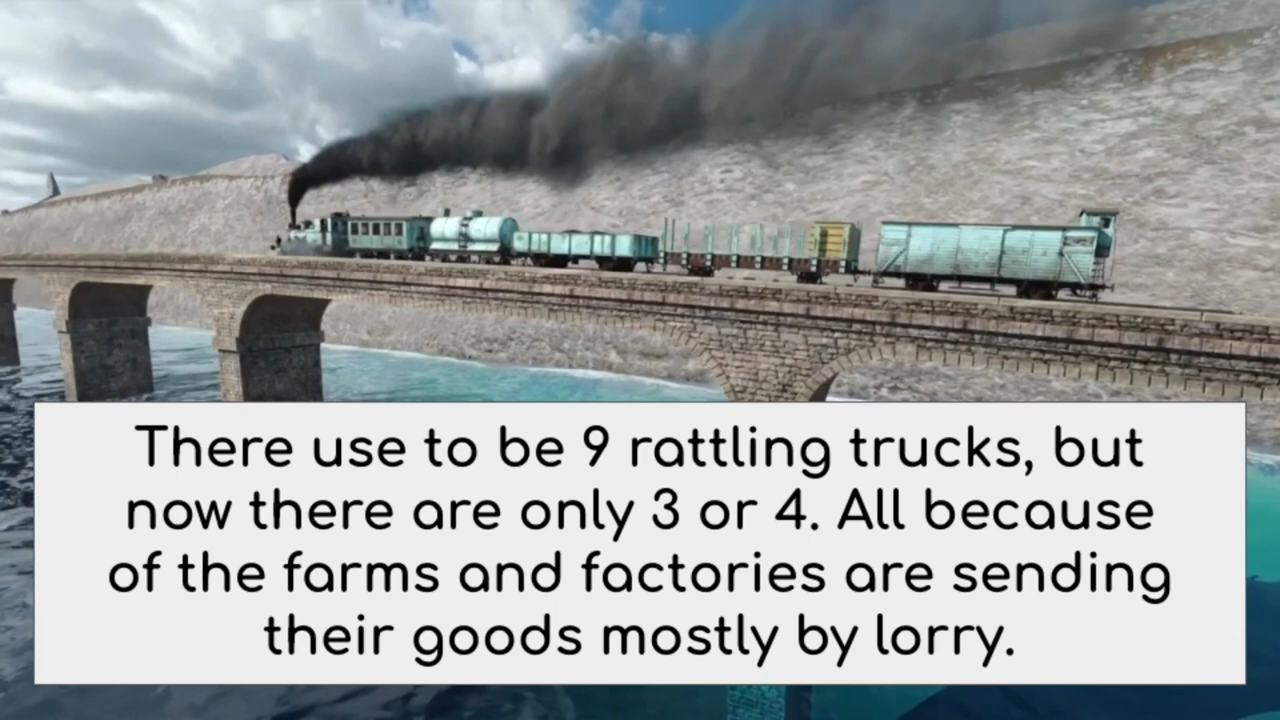 There use to be 9 rattling trucks, but
now there are only 3 or 4. All because
of the farms and factories are sending
their goods mostly by lorry.